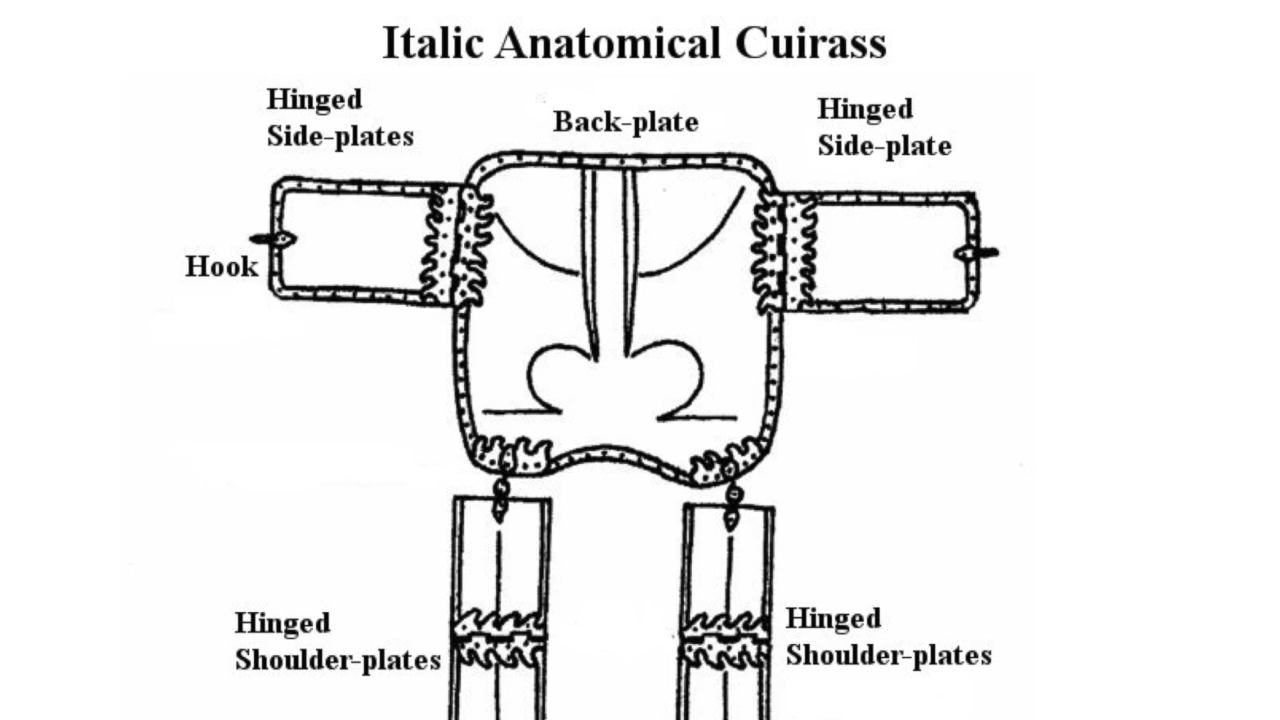 Italic Anatomical Cuirass
Hinged
Side-plates
Back-plate
Hinged
Side-plate
Hook
Hinged
Shoulder-plates
Hinged
Shoulder-plates